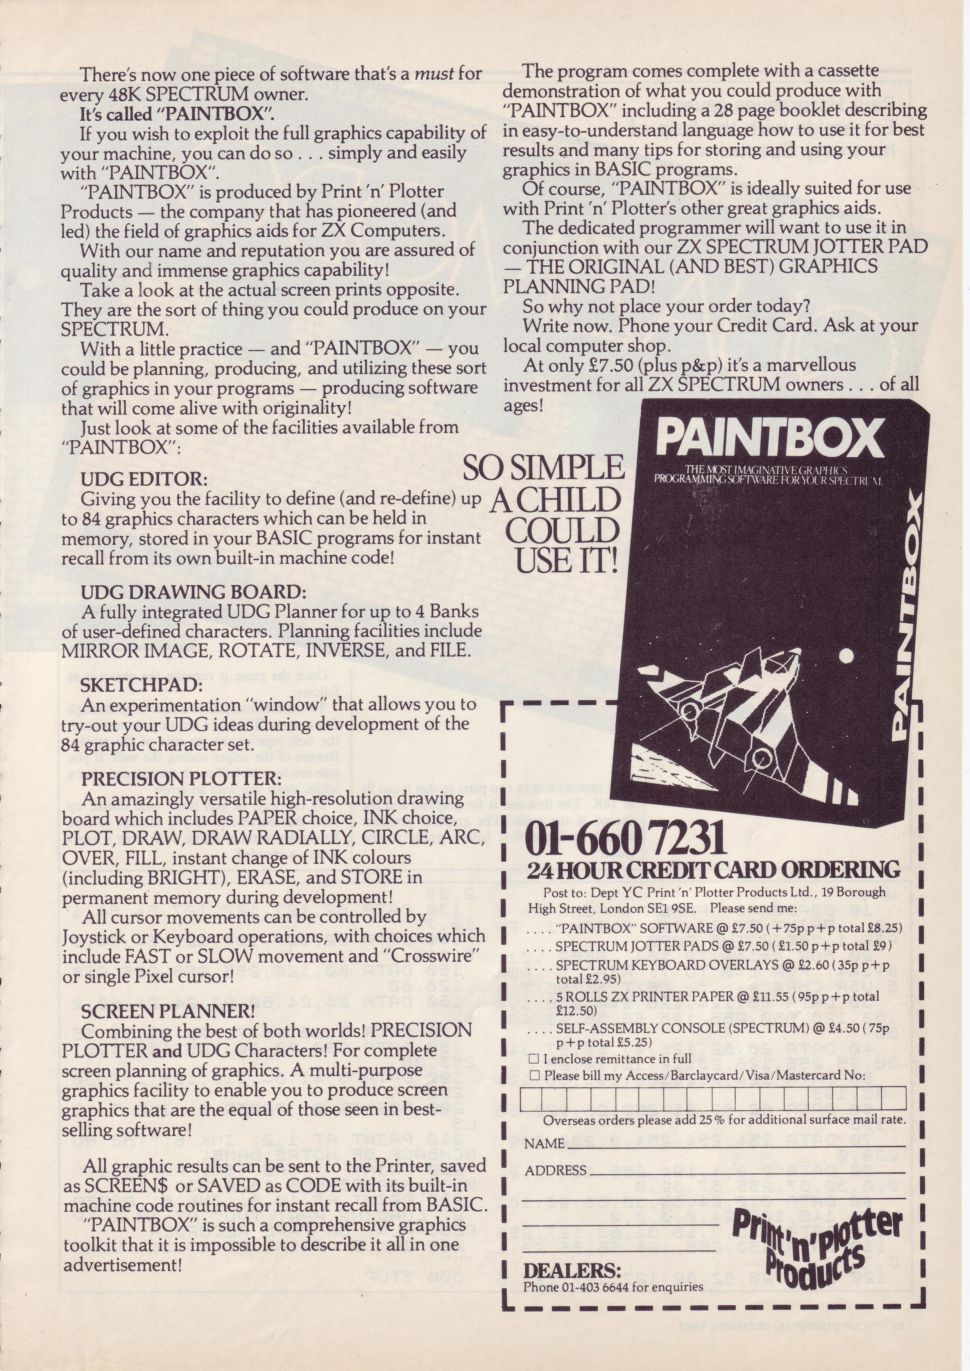 There's now one piece of software that's a must for
every 48K SPECTRUM owner.
It's called "PAINTBOX".
If you wish to exploit the full graphics capability of
your machine, you can do so . . . simply and easily
with "PAINTBOX".
"PAINTBOX" is produced by Print 'n' Plotter
Products — the company that has pioneered (and
led) the field of graphics aids for ZX Computers.
With our name and reputation you are assured of
quality and immense graphics capability!
Take a look at the actual screen prints opposite.
They are the sort of thing you could produce on your
SPECTRUM.
With a little practice — and "PAINTBOX" — you
could be planning, producing, and utilizing these sort
of graphics in your programs — producing software
that will come alive with originality!
Just look at some of the facilities available from
"PAINTBOX":
UDG EDITOR:
Giving you the facility to define (and re-define) up
to 84 graphics characters which can be held in
memory, stored in your BASIC programs for instant
recall from its own built-in machine code!
UDG DRAWING BOARD:
A fully integrated UDG Planner for up to 4 Banks
of user-defined characters. Planning facilities include
MIRROR IMAGE, ROTATE, INVERSE, and FILE.
SKETCHPAD:
An experimentation "window" that allows you to
try-out your UDG ideas during development of the
84 graphic character set.
PRECISION PLOTTER:
An amazingly versatile high-resolution drawing
board which includes PAPER choice, INK choice,
PLOT, DRAW, DRAW RADIALLY, CIRCLE, ARC,
OVER, FILL, instant change of INK colours
(including BRIGHT), ERASE, and STORE in
permanent memory during development!
All cursor movements can be controlled by
Joystick or Keyboard operations, with choices which
include FAST or SLOW movement and "Crosswire"
or single Pixel cursor!
SCREEN PLANNER!
Combining the best of both worlds! PRECISION
PLOTTER and UDG Characters! For complete
screen planning of graphics. A multi-purpose
graphics facility to enable you to produce screen
graphics that are the equal of those seen in best-
selling software!
All graphic results can be sent to the Printer, saved
as SCREEN$ or SAVED as CODE with its built-in
machine code routines for instant recall from BASIC.
"PAINTBOX" is such a comprehensive graphics
toolkit that it is impossible to describe it all in one
advertisement!
The program comes complete with a cassette
demonstration of what you could produce with
"PAINTBOX" including a 28 page booklet describing
in easy-to-understand language how to use it for best
results and many tips for storing and using your
graphics in BASIC programs.
Of course, "PAINTBOX" is ideally suited for use
with Print 'n' Plotter's other great graphics aids.
The dedicated programmer will want to use it in
conjunction with our ZX SPECTRUM JOTTER PAD
— THE ORIGINAL (AND BEST) GRAPHICS
PLANNING PAD!
So why not place your order today?
Write now. Phone your Credit Card. Ask at your
local computer shop.
At only £7.50 (plus p&p) it's a marvellous
investment for all ZX SPECTRUM owners . . . of all
ages!
SO SIMPLE
A CHILD
COULD
USE IT!
PAINTBOX
THE MOST IMAGINATIVE GRAPHICS
PROGRAMMING SOFTWARE FOR YOUR SPECTRUM.
PAINTBOX
01-660 7231
24 HOUR CREDIT CARD ORDERING
Post to: Dept YC Print 'n' Plotter Products Ltd., 19 Borough
High Street, London SE1 9SE. Please send me:
. . . . "PAINTBOX" SOFTWARE @ £7.50 (+75p p+p total £8.25)
. . . . SPECTRUM JOTTER PADS @ £7.50 (£1.50 p+p total £9)
. . . . SPECTRUM KEYBOARD OVERLAYS @ £2.60 (35p p+p
total £2.95)
. . . . 5 ROLLS ZX PRINTER PAPER @ £11.55 (95p p+p total
£12.50)
. . . . SELF-ASSEMBLY CONSOLE (SPECTRUM) @ £4.50 (75p
p+p total £5.25)
☐ I enclose remittance in full
☐ Please bill my Access/Barclaycard/Visa/Mastercard No:
Overseas orders please add 25% for additional surface mail rate.
NAME
ADDRESS
Print 'n' Plotter
Products
DEALERS:
Phone 01-403 6644 for enquiries